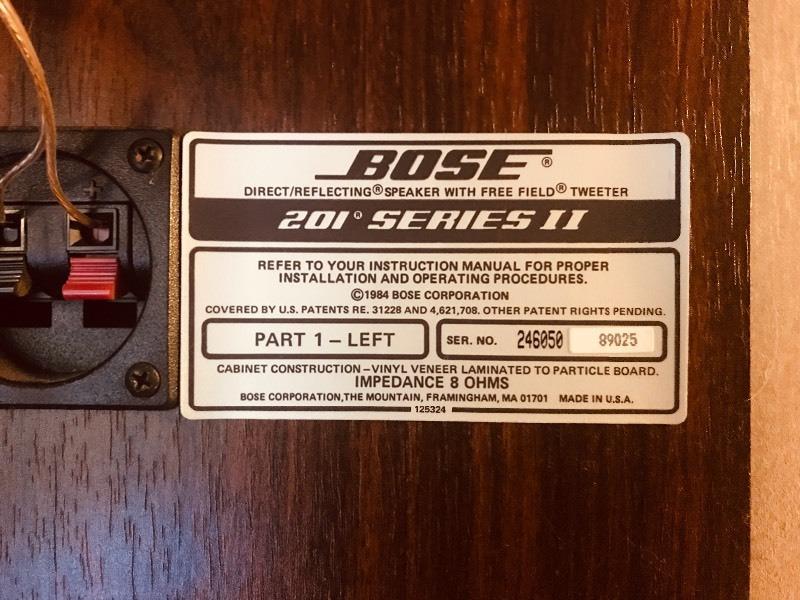 +
BOSE®
DIRECT/REFLECTING® SPEAKER WITH FREE FIELD® TWEETER
201® SERIES II
REFER TO YOUR INSTRUCTION MANUAL FOR PROPER
INSTALLATION AND OPERATING PROCEDURES.
©1984 BOSE CORPORATION
COVERED BY U.S. PATENTS RE. 31228 AND 4,621,708. OTHER PATENT RIGHTS PENDING.
PART 1 – LEFT
SER. NO. 246050 89025
CABINET CONSTRUCTION – VINYL VENEER LAMINATED TO PARTICLE BOARD.
IMPEDANCE 8 OHMS
BOSE CORPORATION, THE MOUNTAIN, FRAMINGHAM, MA 01701 MADE IN U.S.A.
125324